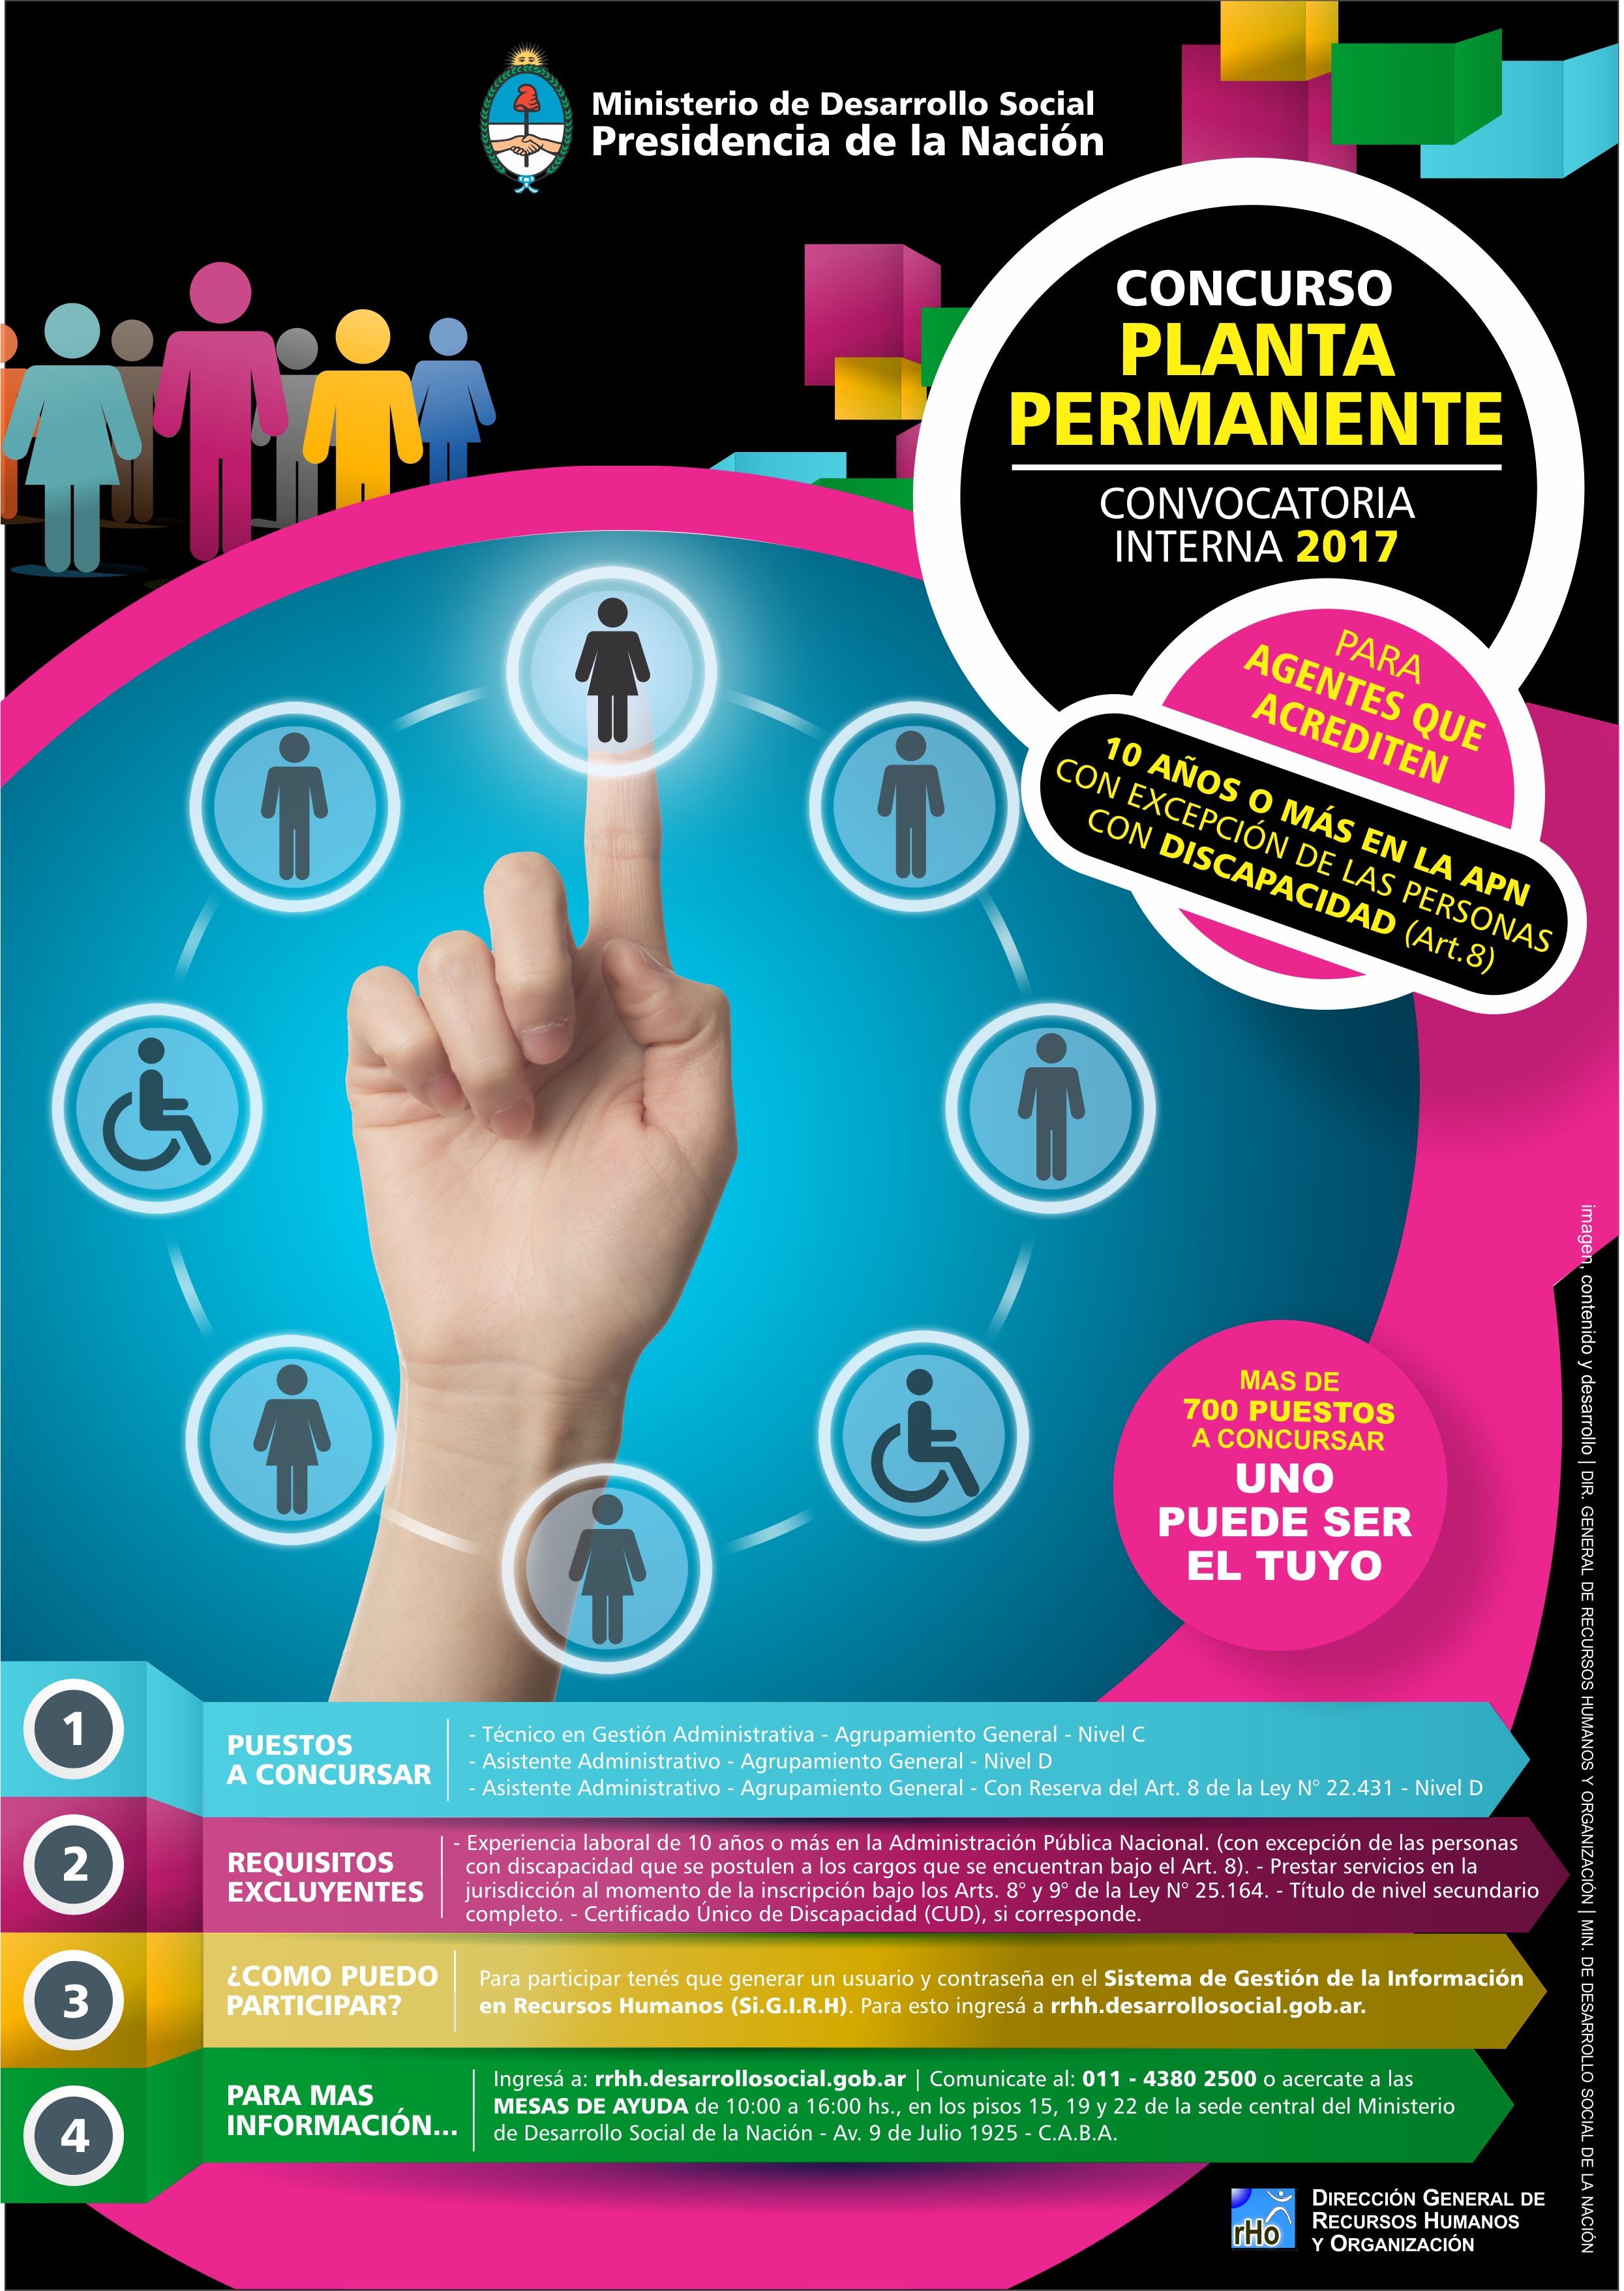 Ministerio de Desarrollo Social
Presidencia de la Nación
CONCURSO
PLANTA
PERMANENTE
CONVOCATORIA
INTERNA 2017
PARA
AGENTES QUE
ACREDITEN
10 AÑOS O MÁS EN LA APN
CON EXCEPCIÓN DE LAS PERSONAS
CON DISCAPACIDAD (Art.8)
MAS DE
700 PUESTOS
A CONCURSAR
UNO
PUEDE SER
EL TUYO
1
PUESTOS
A CONCURSAR
- Técnico en Gestión Administrativa - Agrupamiento General - Nivel C
- Asistente Administrativo - Agrupamiento General - Nivel D
- Asistente Administrativo - Agrupamiento General - Con Reserva del Art. 8 de la Ley N° 22.431 - Nivel D
2
REQUISITOS
EXCLUYENTES
- Experiencia laboral de 10 años o más en la Administración Pública Nacional. (con excepción de las personas
con discapacidad que se postulen a los cargos que se encuentran bajo el Art. 8). - Prestar servicios en la
jurisdicción al momento de la inscripción bajo los Arts. 8° y 9° de la Ley N° 25.164. - Título de nivel secundario
completo. - Certificado Único de Discapacidad (CUD), si corresponde.
3
¿COMO PUEDO
PARTICIPAR?
Para participar tenés que generar un usuario y contraseña en el Sistema de Gestión de la Información
en Recursos Humanos (Si.G.I.R.H). Para esto ingresá a rrhh.desarrollosocial.gob.ar.
4
PARA MAS
INFORMACIÓN...
Ingresá a: rrhh.desarrollosocial.gob.ar | Comunicate al: 011 - 4380 2500 o acercate a las
MESAS DE AYUDA de 10:00 a 16:00 hs., en los pisos 15, 19 y 22 de la sede central del Ministerio
de Desarrollo Social de la Nación - Av. 9 de Julio 1925 - C.A.B.A.
rHo
DIRECCIÓN GENERAL DE
RECURSOS HUMANOS
Y ORGANIZACIÓN
imagen, contenido y desarrollo | DIR. GENERAL DE RECURSOS HUMANOS Y ORGANIZACIÓN | MIN. DE DESARROLLO SOCIAL DE LA NACIÓN